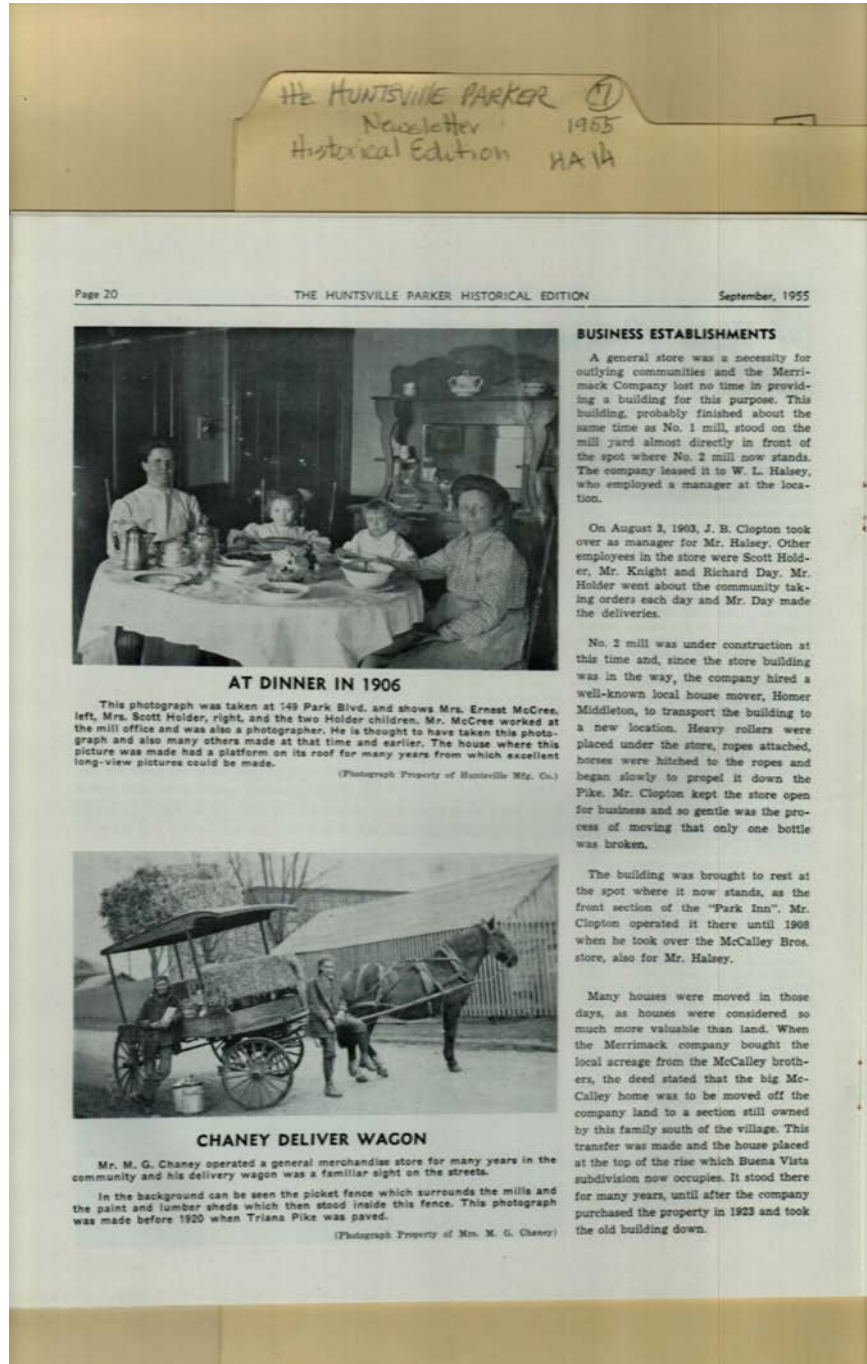 the HUNTSVILLE PARKER 7
Newsletter 1955
Historical Edition HA 14
Page 20 THE HUNTSVILLE PARKER HISTORICAL EDITION September, 1955
AT DINNER IN 1906
This photograph was taken at 149 Park Blvd. and shows Mrs. Ernest McCree,
left, Mrs. Scott Holder, right, and the two Holder children. Mr. McCree worked at
the mill office and was also a photographer. He is thought to have taken this photo-
graph and also many others made at that time and earlier. The house where this
picture was made had a platform on its roof for many years from which excellent
long-view pictures could be made.
(Photograph Property of Huntsville Mfg. Co.)
CHANEY DELIVER WAGON
Mr. M. G. Chaney operated a general merchandise store for many years in the
community and his delivery wagon was a familiar sight on the streets.
In the background can be seen the picket fence which surrounds the mills and
the paint and lumber sheds which then stood inside this fence. This photograph
was made before 1920 when Triana Pike was paved.
(Photograph Property of Mrs. M. G. Chaney)
BUSINESS ESTABLISHMENTS
A general store was a necessity for
outlying communities and the Merri-
mack Company lost no time in provid-
ing a building for this purpose. This
building, probably finished about the
same time as No. 1 mill, stood on the
mill yard almost directly in front of
the spot where No. 2 mill now stands.
The company leased it to W. L. Halsey,
who employed a manager at the loca-
tion.
On August 3, 1903, J. B. Clopton took
over as manager for Mr. Halsey. Other
employees in the store were Scott Hold-
er, Mr. Knight and Richard Day. Mr.
Holder went about the community tak-
ing orders each day and Mr. Day made
the deliveries.
No. 2 mill was under construction at
this time and, since the store building
was in the way, the company hired a
well-known local house mover, Homer
Middleton, to transport the building to
a new location. Heavy rollers were
placed under the store, ropes attached,
horses were hitched to the ropes and
began slowly to propel it down the
Pike. Mr. Clopton kept the store open
for business and so gentle was the pro-
cess of moving that only one bottle
was broken.
The building was brought to rest at
the spot where it now stands, as the
front section of the "Park Inn". Mr.
Clopton operated it there until 1908
when he took over the McCalley Bros.
store, also for Mr. Halsey.
Many houses were moved in those
days, as houses were considered so
much more valuable than land. When
the Merrimack company bought the
local acreage from the McCalley broth-
ers, the deed stated that the big Mc-
Calley home was to be moved off the
company land to a section still owned
by this family south of the village. This
transfer was made and the house placed
at the top of the rise which Buena Vista
subdivision now occupies. It stood there
for many years, until after the company
purchased the property in 1923 and took
the old building down.